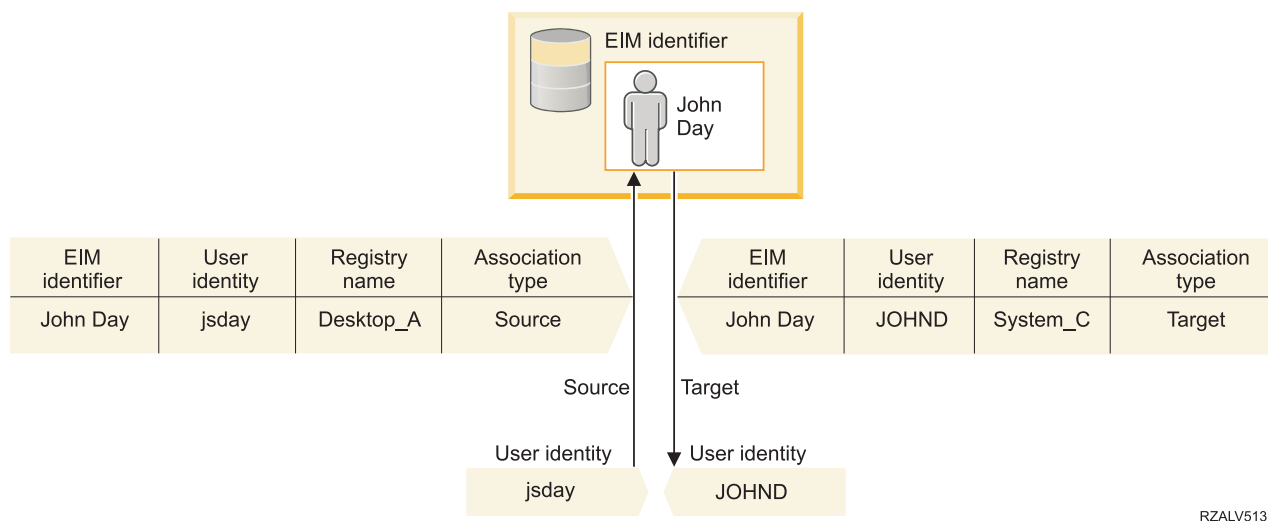 EIM identifier
John
Day
EIM
identifier
User
identity
Registry
name
Association
type
John Day
jsday
Desktop_A
Source
EIM
identifier
User
identity
Registry
name
Association
type
John Day
JOHND
System_C
Target
Source
Target
User identity
jsday
User identity
JOHND
RZALV513